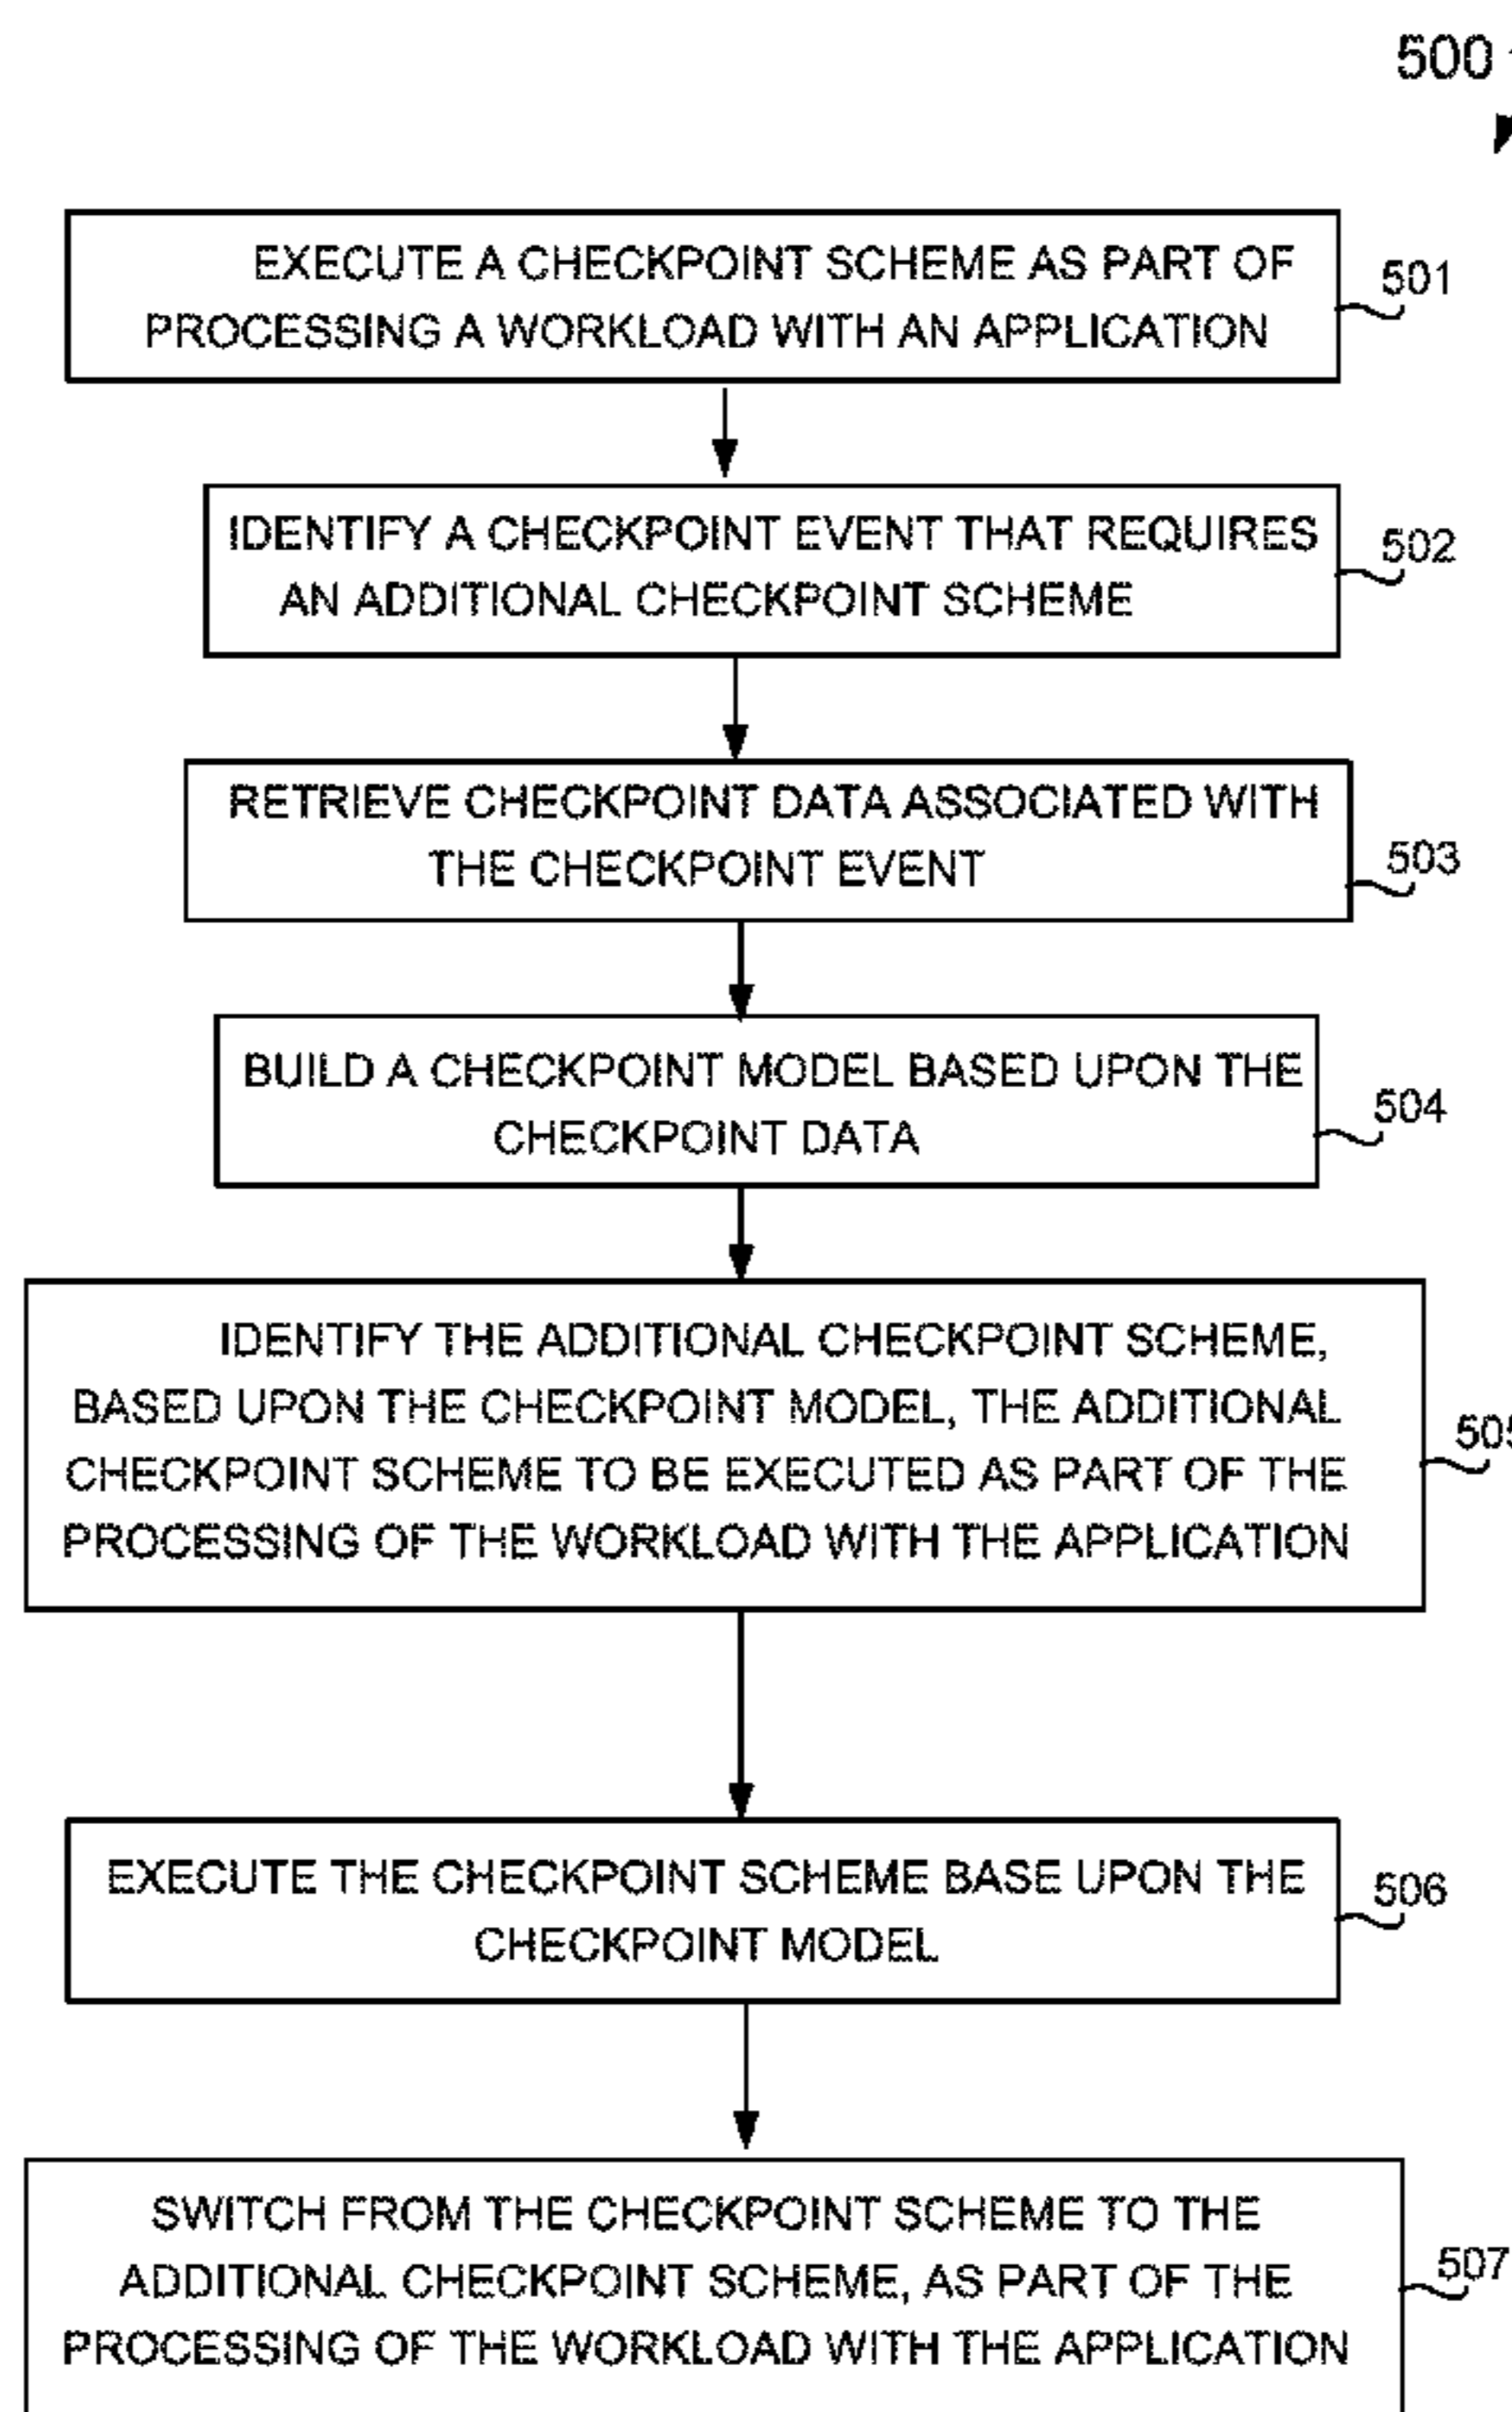 500
EXECUTE A CHECKPOINT SCHEME AS PART OF
PROCESSING A WORKLOAD WITH AN APPLICATION
501
IDENTIFY A CHECKPOINT EVENT THAT REQUIRES
AN ADDITIONAL CHECKPOINT SCHEME
502
RETRIEVE CHECKPOINT DATA ASSOCIATED WITH
THE CHECKPOINT EVENT
503
BUILD A CHECKPOINT MODEL BASED UPON THE
CHECKPOINT DATA
504
IDENTIFY THE ADDITIONAL CHECKPOINT SCHEME,
BASED UPON THE CHECKPOINT MODEL, THE ADDITIONAL
CHECKPOINT SCHEME TO BE EXECUTED AS PART OF THE
PROCESSING OF THE WORKLOAD WITH THE APPLICATION
505
EXECUTE THE CHECKPOINT SCHEME BASE UPON THE
CHECKPOINT MODEL
506
SWITCH FROM THE CHECKPOINT SCHEME TO THE
ADDITIONAL CHECKPOINT SCHEME, AS PART OF THE
PROCESSING OF THE WORKLOAD WITH THE APPLICATION
507